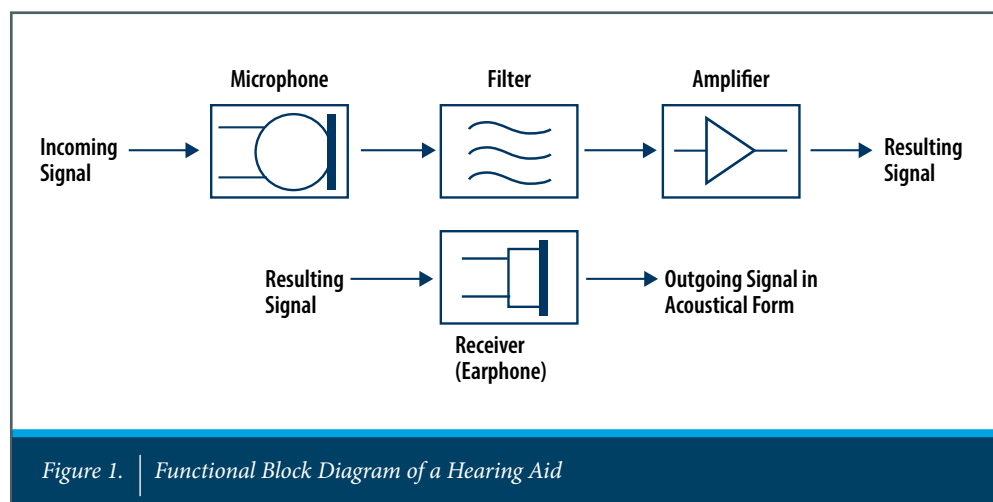 Microphone
Filter
Amplifier
Incoming
Signal
Resulting
Signal
Resulting
Signal
Outgoing Signal in
Acoustical Form
Receiver
(Earphone)
Figure 1. Functional Block Diagram of a Hearing Aid